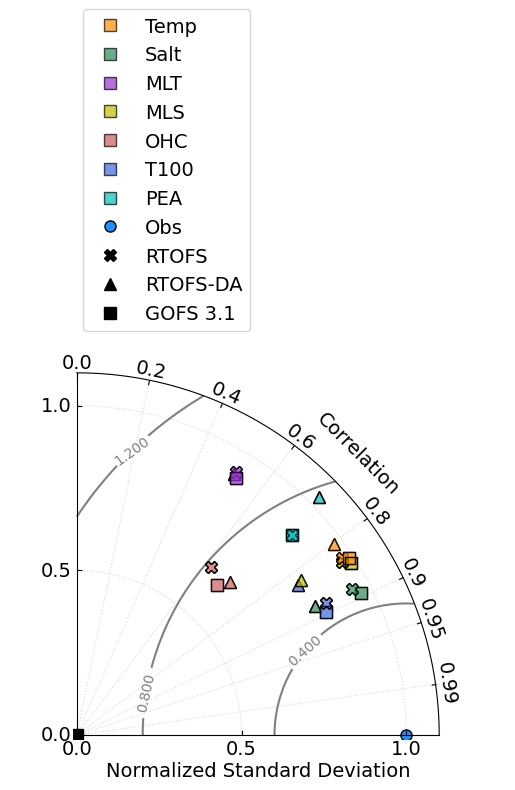 Temp
Salt
MLT
MLS
OHC
T100
PEA
Obs
RTOFS
RTOFS-DA
GOFS 3.1
0.0
0.2
0.4
0.6
Correlation
0.8
0.9
0.95
0.99
1.0
0.5
0.0
1.200
0.800
0.400
0.0
0.5
1.0
Normalized Standard Deviation